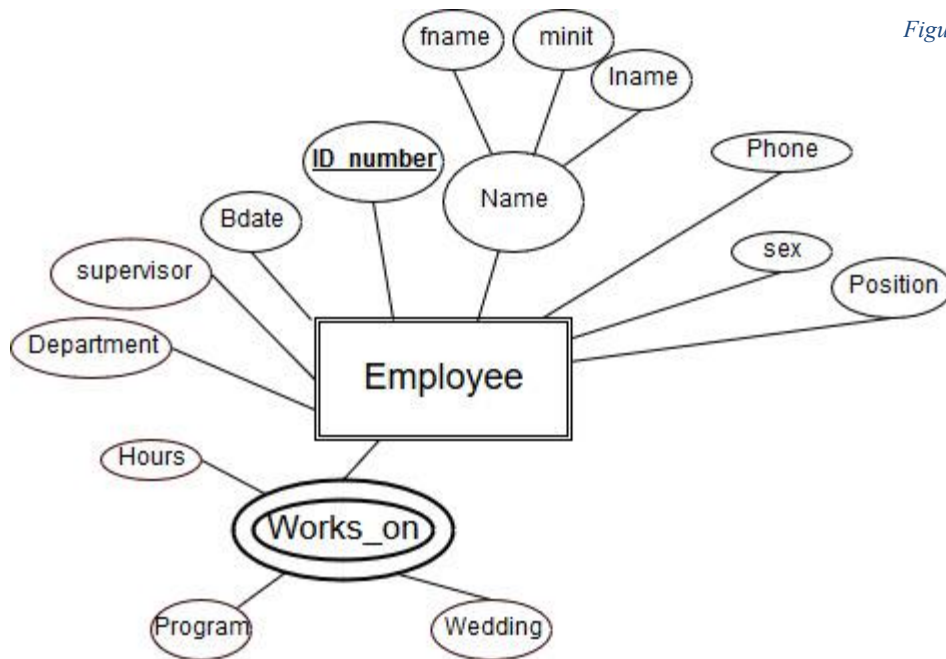 Figu
fname
minit
lname
ID_number
Name
Phone
Bdate
sex
supervisor
Position
Department
Employee
Hours
Works_on
Program
Wedding